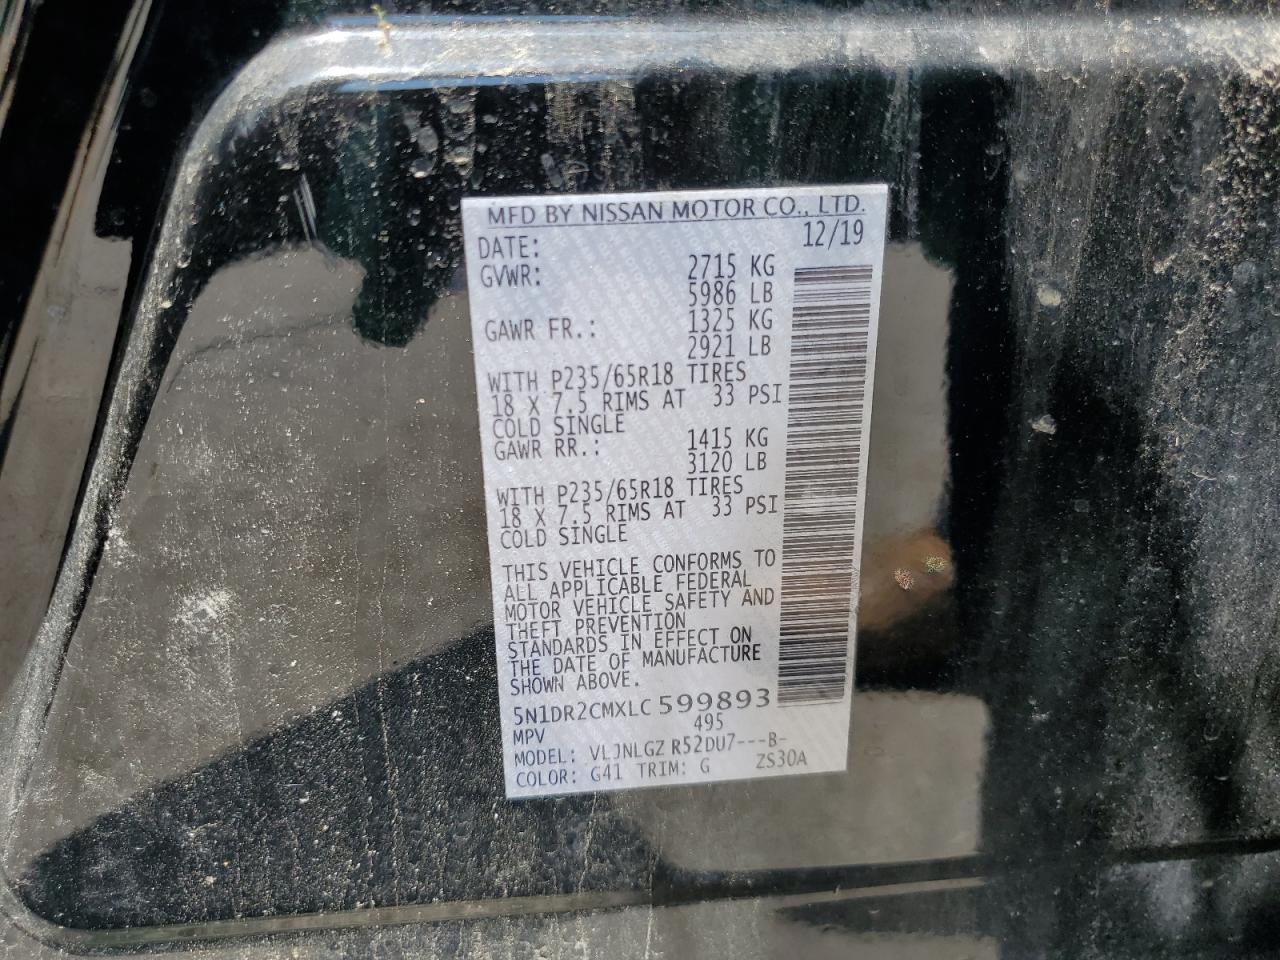 MFD BY NISSAN MOTOR CO., LTD.
DATE: 12/19
GVWR: 2715 KG
5986 LB
GAWR FR.: 1325 KG
2921 LB
WITH P235/65R18 TIRES
18 X 7.5 RIMS AT 33 PSI
COLD SINGLE
GAWR RR.: 1415 KG
3120 LB
WITH P235/65R18 TIRES
18 X 7.5 RIMS AT 33 PSI
COLD SINGLE
THIS VEHICLE CONFORMS TO
ALL APPLICABLE FEDERAL
MOTOR VEHICLE SAFETY AND
THEFT PREVENTION
STANDARDS IN EFFECT ON
THE DATE OF MANUFACTURE
SHOWN ABOVE.
5N1DR2CMXLC 599893
MPV 495
MODEL: VLJNLGZ R52DU7---B-
COLOR: G41 TRIM: G ZS30A